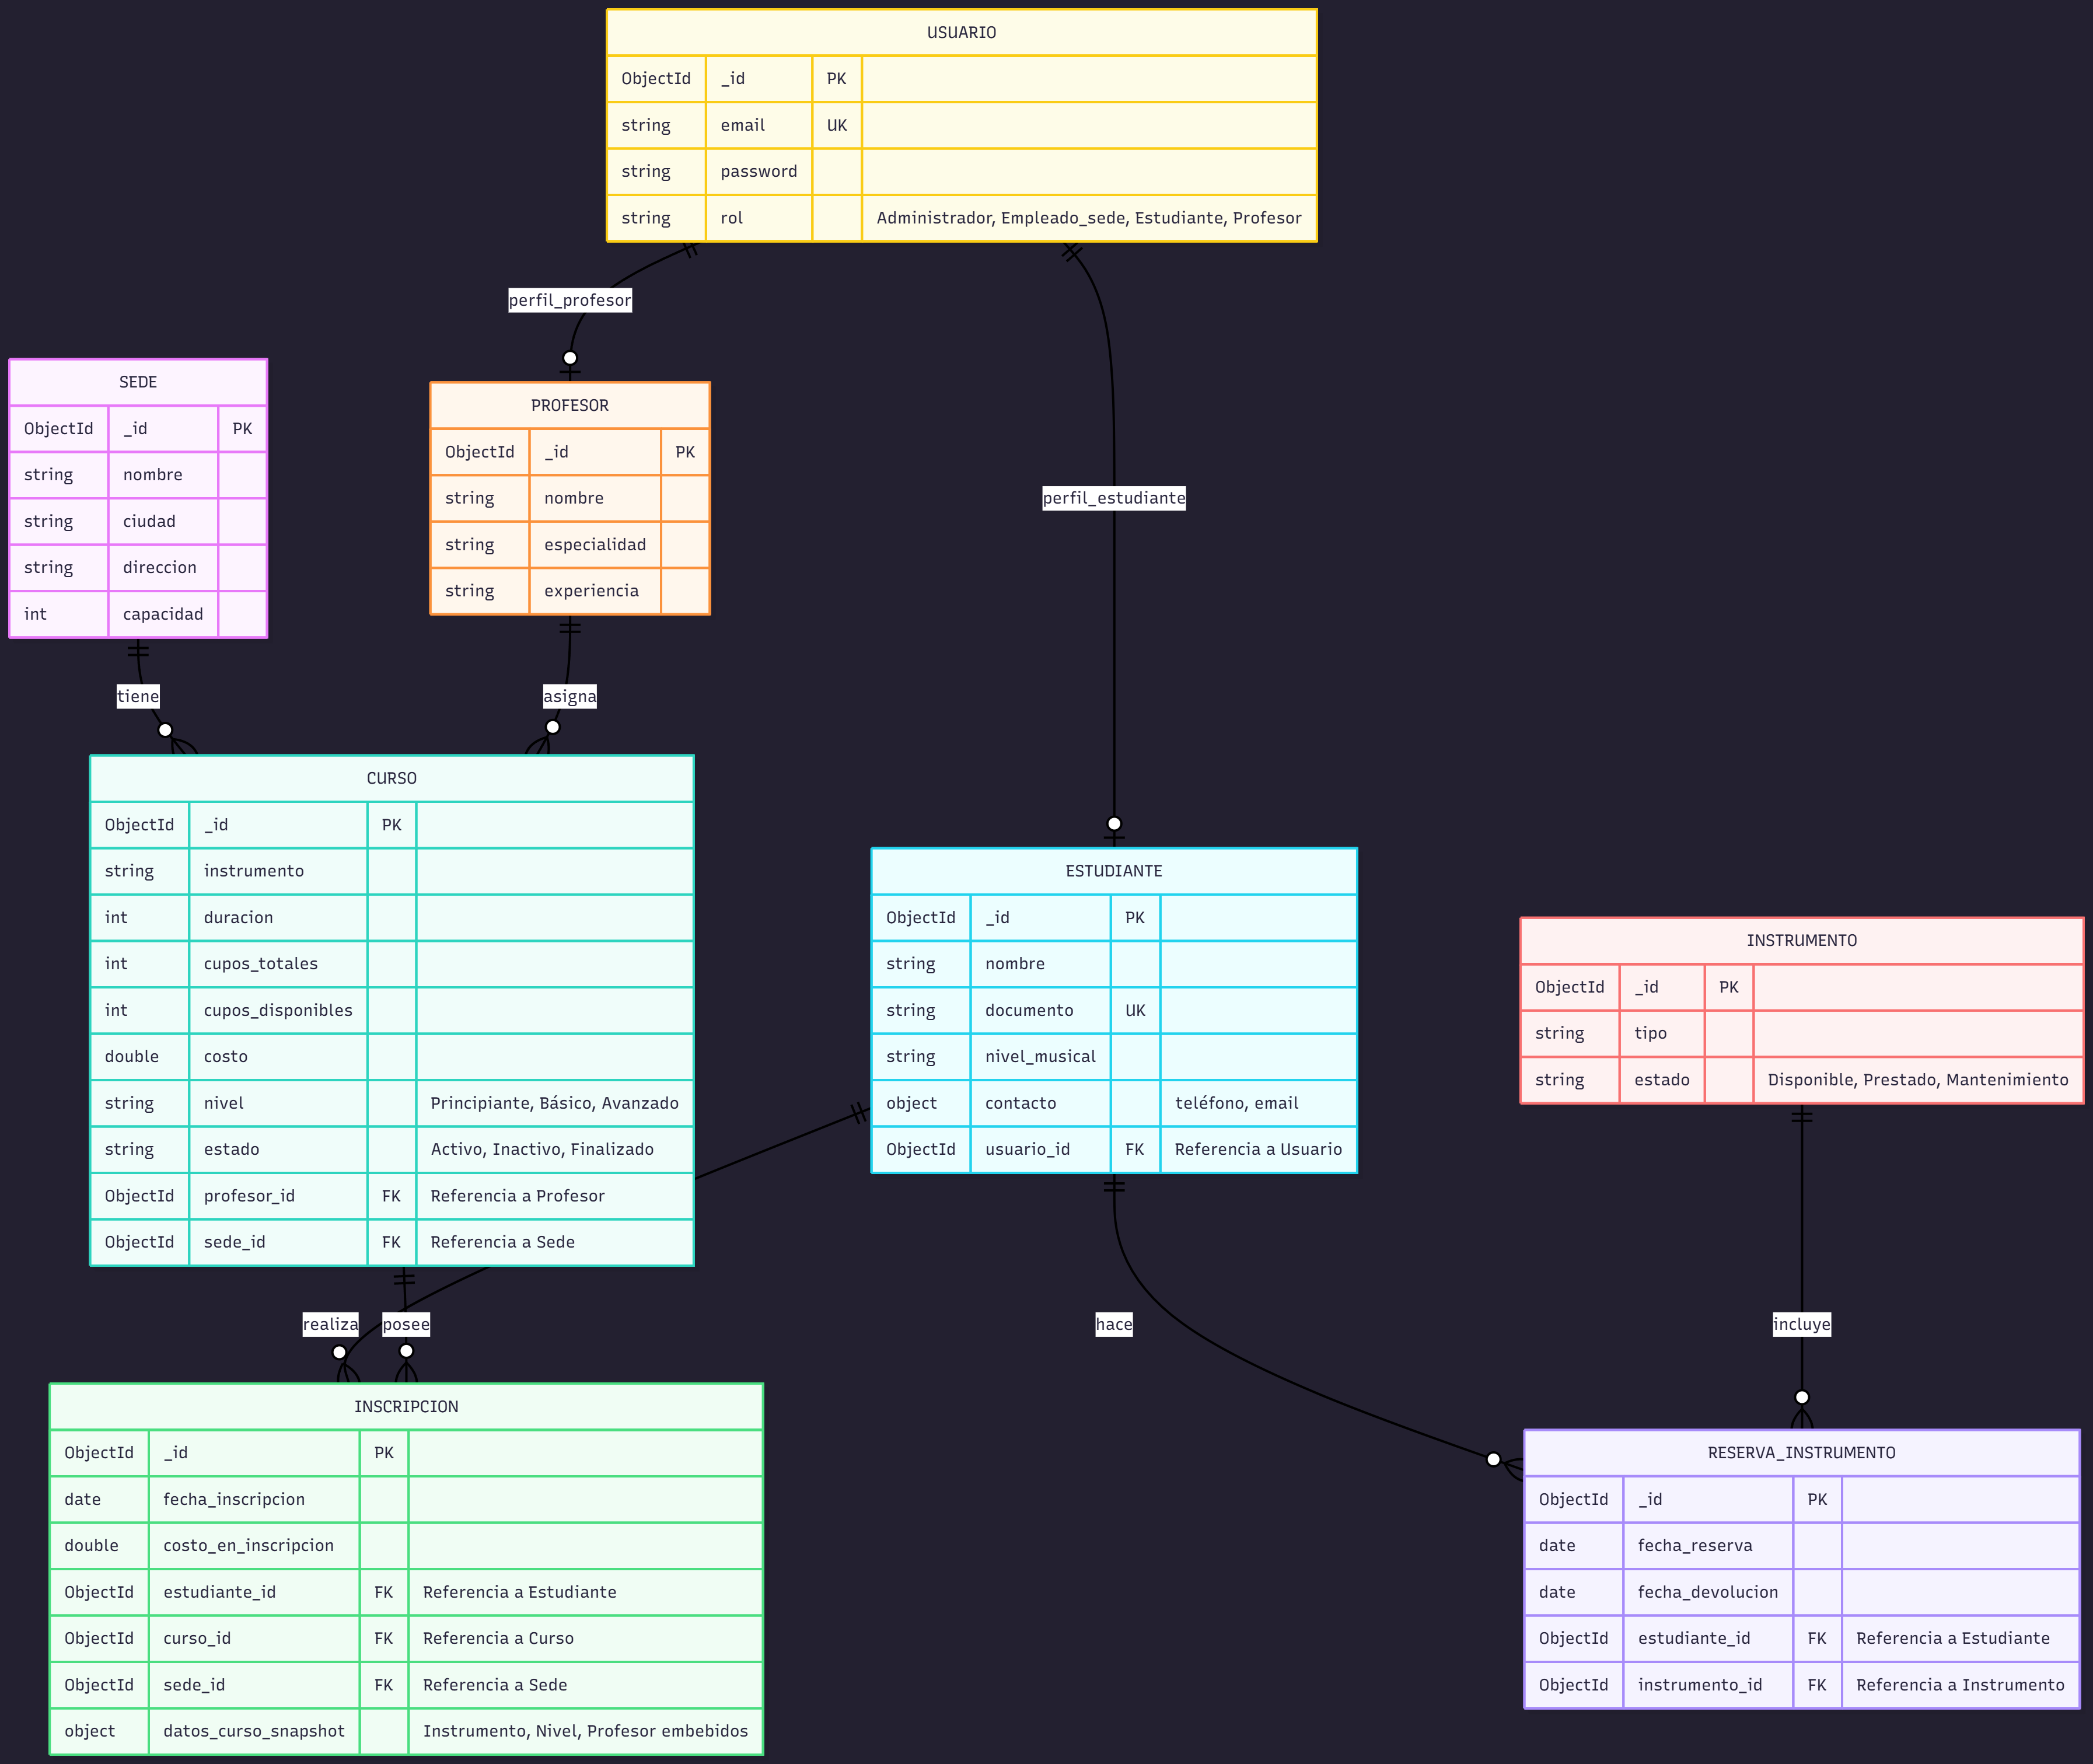 USUARIO
ObjectId _id PK
string email UK
string password
string rol Administrador, Empleado_sede, Estudiante, Profesor
perfil_profesor
perfil_estudiante
SEDE
ObjectId _id PK
string nombre
string ciudad
string direccion
int capacidad
PROFESOR
ObjectId _id PK
string nombre
string especialidad
string experiencia
tiene
asigna
CURSO
ObjectId _id PK
string instrumento
int duracion
int cupos_totales
int cupos_disponibles
double costo
string nivel Principiante, Básico, Avanzado
string estado Activo, Inactivo, Finalizado
ObjectId profesor_id FK Referencia a Profesor
ObjectId sede_id FK Referencia a Sede
ESTUDIANTE
ObjectId _id PK
string nombre
string documento UK
string nivel_musical
object contacto teléfono, email
ObjectId usuario_id FK Referencia a Usuario
INSTRUMENTO
ObjectId _id PK
string tipo
string estado Disponible, Prestado, Mantenimiento
realiza
posee
hace
incluye
INSCRIPCION
ObjectId _id PK
date fecha_inscripcion
double costo_en_inscripcion
ObjectId estudiante_id FK Referencia a Estudiante
ObjectId curso_id FK Referencia a Curso
ObjectId sede_id FK Referencia a Sede
object datos_curso_snapshot Instrumento, Nivel, Profesor embebidos
RESERVA_INSTRUMENTO
ObjectId _id PK
date fecha_reserva
date fecha_devolucion
ObjectId estudiante_id FK Referencia a Estudiante
ObjectId instrumento_id FK Referencia a Instrumento